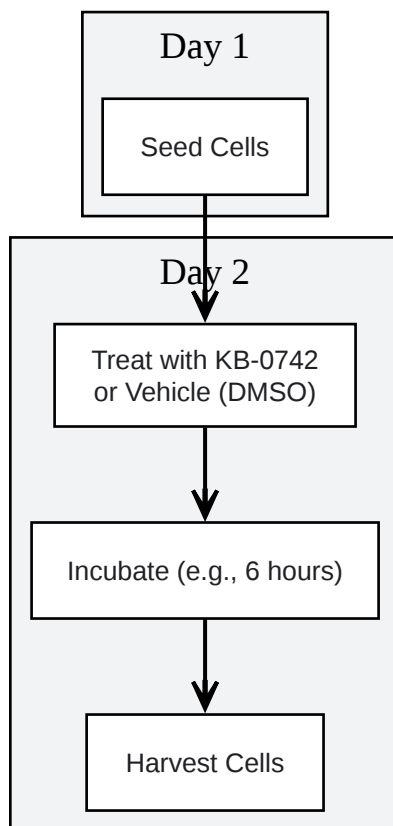 Day 1
Seed Cells
Day 2
Treat with KB-0742
or Vehicle (DMSO)
Incubate (e.g., 6 hours)
Harvest Cells